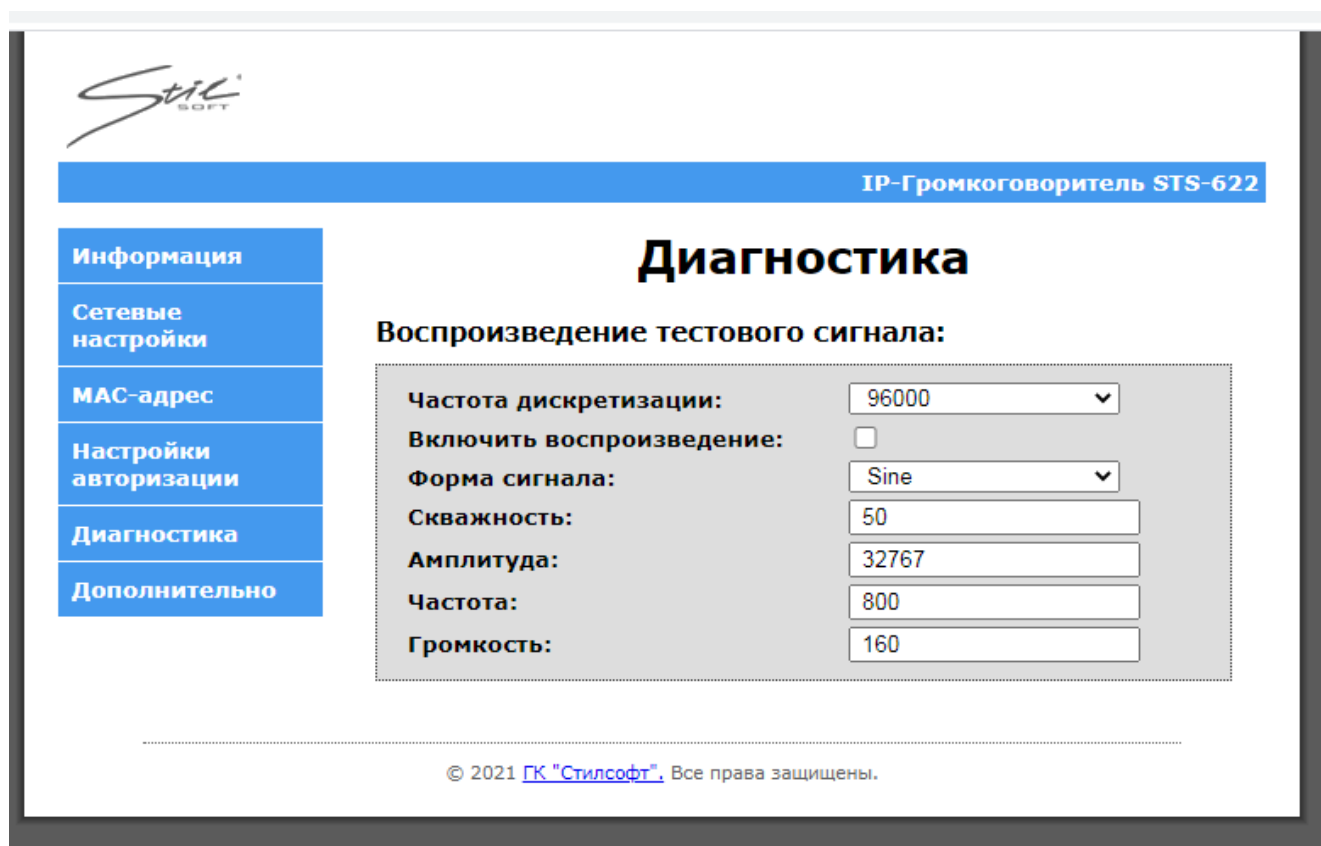 Stil
SOFT
IP-Громкоговоритель STS-622
Информация
Сетевые
настройки
MAC-адрес
Настройки
авторизации
Диагностика
Дополнительно
Диагностика
Воспроизведение тестового сигнала:
Частота дискретизации: 96000
Включить воспроизведение:
Форма сигнала: Sine
Скважность: 50
Амплитуда: 32767
Частота: 800
Громкость: 160
© 2021 ГК "Стилсофт". Все права защищены.